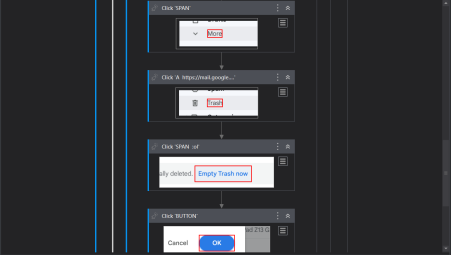 Click 'SPAN'
More
Click 'A https://mail.google,...'
Trash
Click 'SPAN :ol'
ally deleted. Empty Trash now
Click 'BUTTON'
Cancel OK